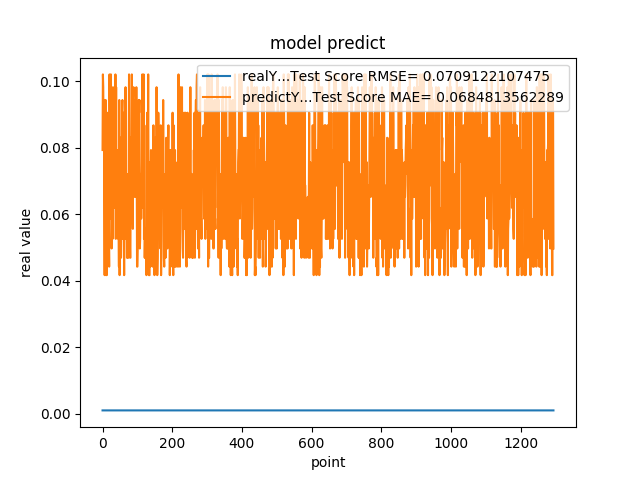 model predict
realY...Test Score RMSE= 0.0709122107475
predictY...Test Score MAE= 0.0684813562289
0.10
0.08
0.06
0.04
0.02
0.00
real value
0 200 400 600 800 1000 1200
point